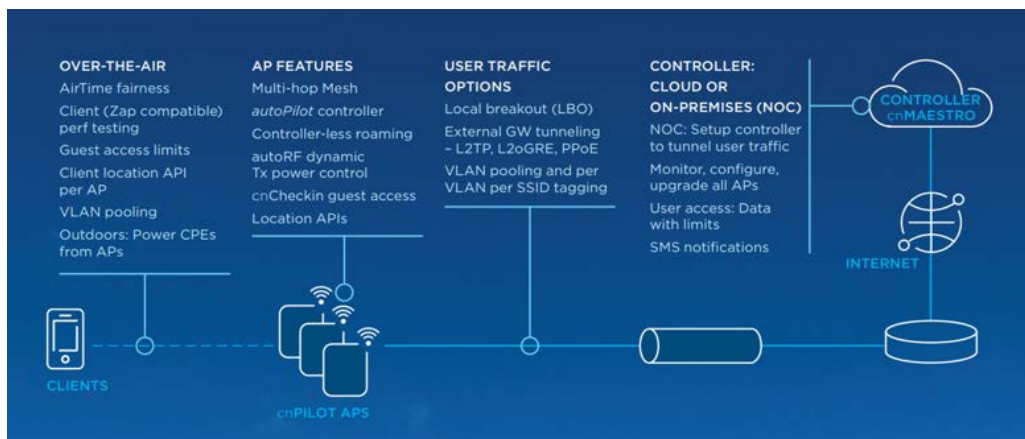 OVER-THE-AIR
AirTime fairness
Client (Zap compatible)
perf testing
Guest access limits
Client location API
per AP
VLAN pooling
Outdoors: Power CPEs
from APs
AP FEATURES
Multi-hop Mesh
autoPilot controller
Controller-less roaming
autoRF dynamic
Tx power control
cnCheckin guest access
Location APIs
USER TRAFFIC
OPTIONS
Local breakout (LBO)
External GW tunneling
– L2TP, L2oGRE, PPoE
VLAN pooling and per
VLAN per SSID tagging
CONTROLLER:
CLOUD OR
ON-PREMISES (NOC)
NOC: Setup controller
to tunnel user traffic
Monitor, configure,
upgrade all APs
User access: Data
with limits
SMS notifications
CONTROLLER
cnMAESTRO
INTERNET
CLIENTS
cnPILOT APS